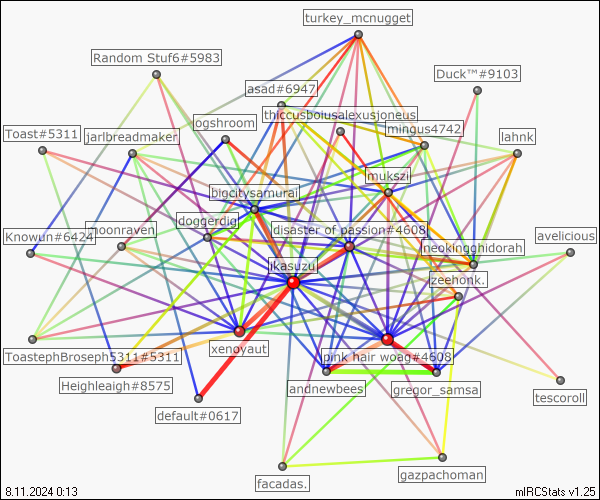 turkey_mcnugget
Random Stuf6#5983
Duck™#9103
asad#6947
thiccusboiusalexusjoneus
ogshroom
mingus4742
Toast#5311
jarlbreadmaker
lahnk
mukszi
bigcitysamurai
doggerdig
disaster of passion#4608
moonraven
Knowun#6424
neokingghidorah
avelicious
ikasuzu
zeehonk.
xenoyaut
pink hair woag#4608
ToastephBroseph5311#5311
Heighleaigh#8575
andnewbees
gregor_samsa
tescoroll
default#0617
facadas.
gazpachoman
8.11.2024 0:13
mIRCStats v1.25